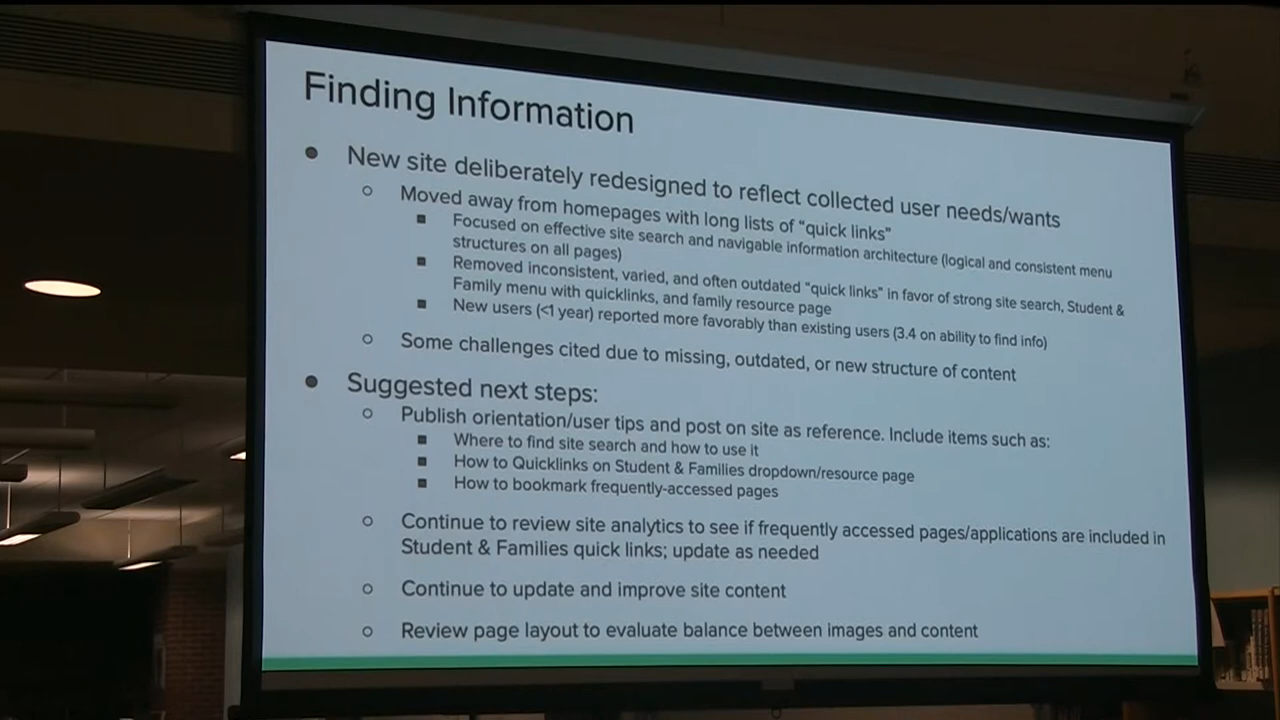 Finding Information
● New site deliberately redesigned to reflect collected user needs/wants
○ Moved away from homepages with long lists of “quick links”
■ Focused on effective site search and navigable information architecture (logical and consistent menu
structures on all pages)
■ Removed inconsistent, varied, and often outdated “quick links” in favor of strong site search, Student &
Family menu with quicklinks, and family resource page
■ New users (<1 year) reported more favorably than existing users (3.4 on ability to find info)
○ Some challenges cited due to missing, outdated, or new structure of content
● Suggested next steps:
○ Publish orientation/user tips and post on site as reference. Include items such as:
■ Where to find site search and how to use it
■ How to Quicklinks on Student & Families dropdown/resource page
■ How to bookmark frequently-accessed pages
○ Continue to review site analytics to see if frequently accessed pages/applications are included in
Student & Families quick links; update as needed
○ Continue to update and improve site content
○ Review page layout to evaluate balance between images and content